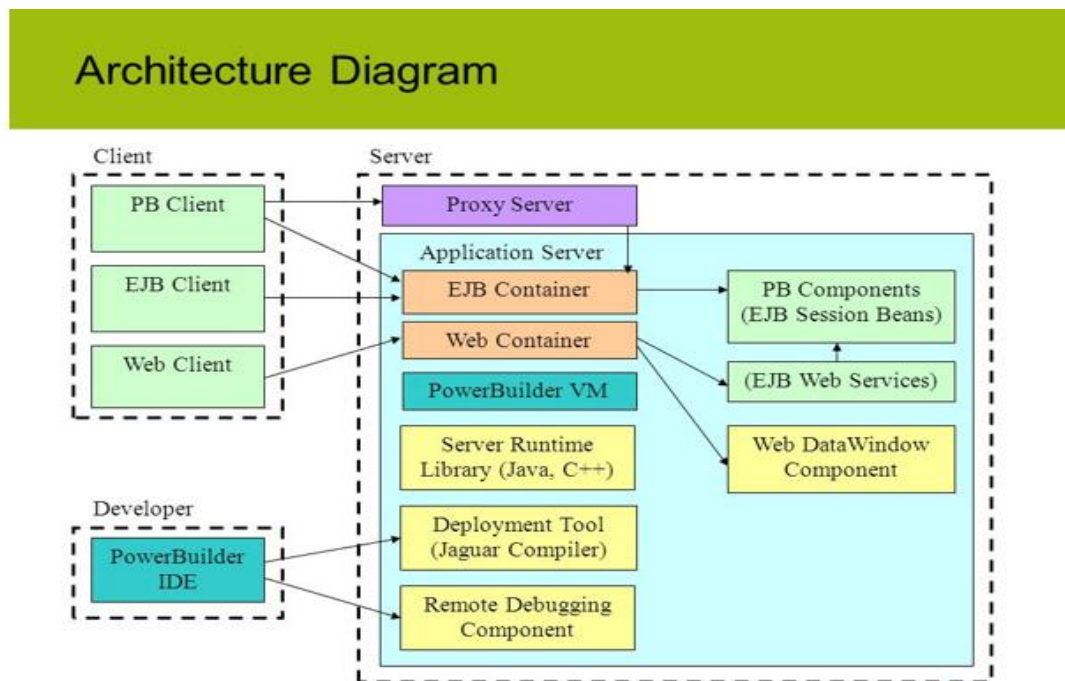 Architecture Diagram
Client
PB Client
EJB Client
Web Client
Developer
PowerBuilder
IDE
Server
Proxy Server
Application Server
EJB Container
Web Container
PowerBuilder VM
Server Runtime
Library (Java, C++)
Deployment Tool
(Jaguar Compiler)
Remote Debugging
Component
PB Components
(EJB Session Beans)
(EJB Web Services)
Web DataWindow
Component